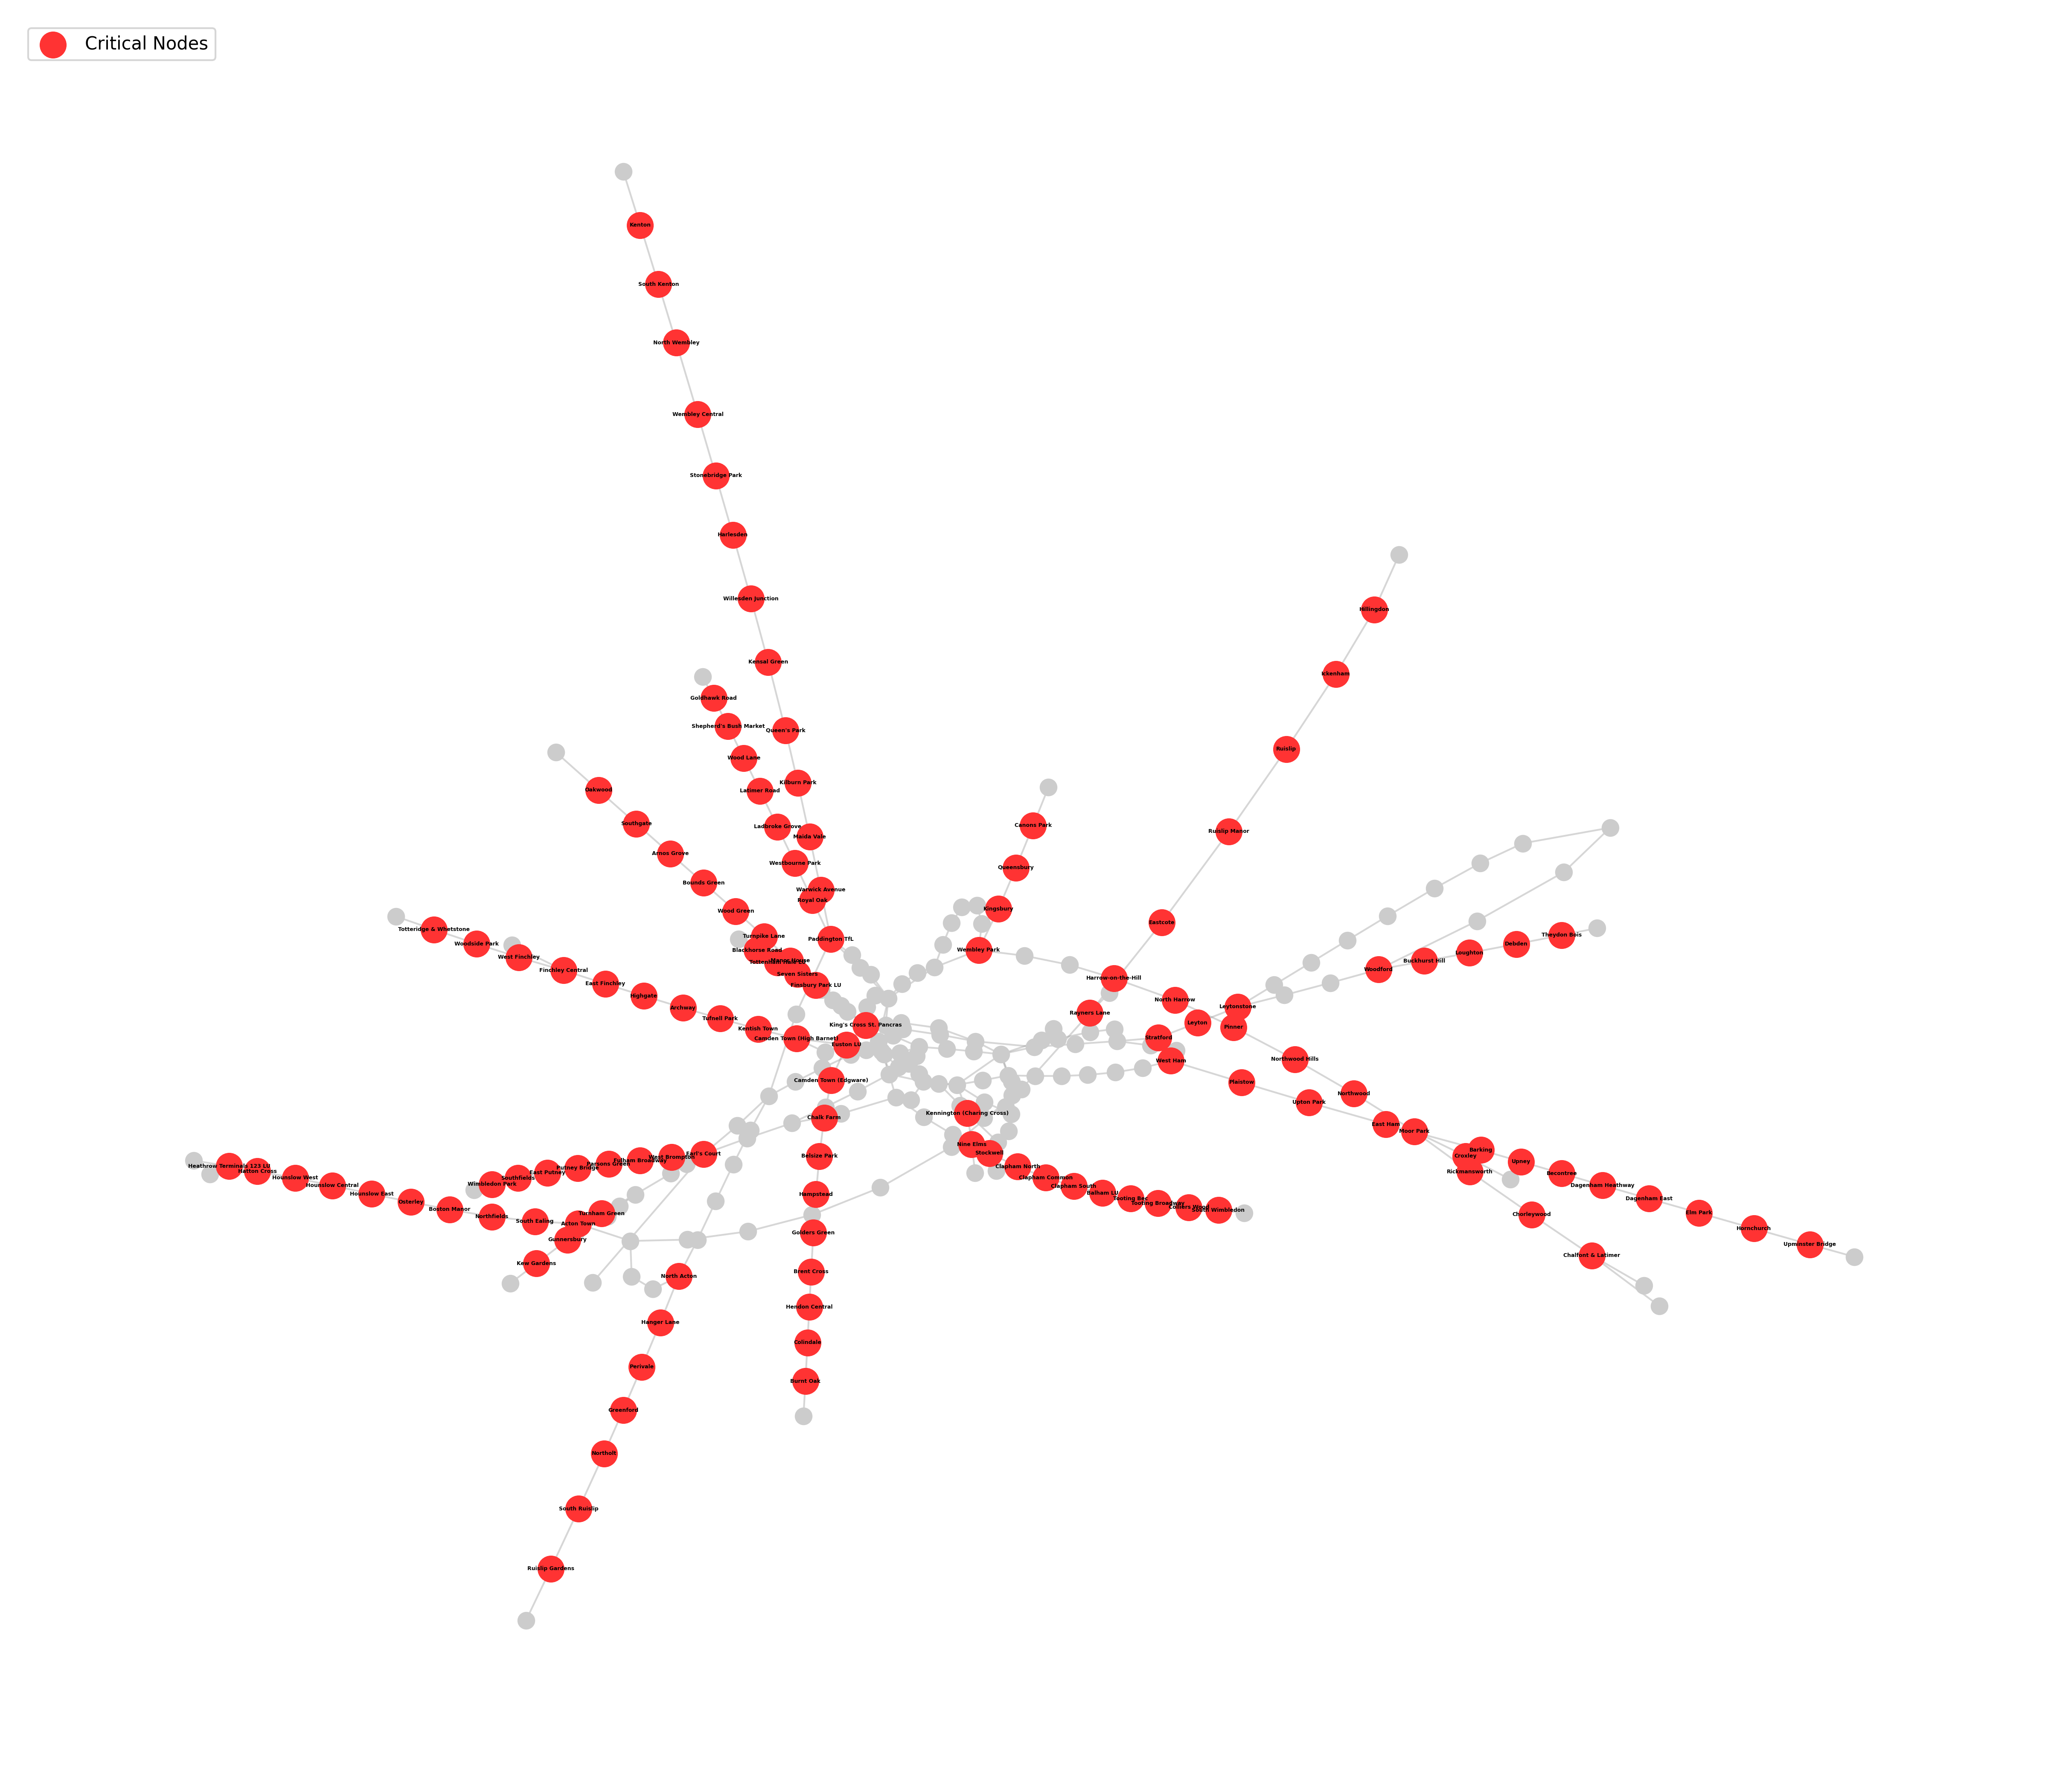 Critical Nodes
Kenton
South Kenton
North Wembley
Wembley Central
Stonebridge Park
Harlesden
Willesden Junction
Hillingdon
Kensal Green
Ickenham
Goldhawk Road
Shepherd's Bush Market
Queen's Park
Ruislip
Wood Lane
Kilburn Park
Oakwood
Latimer Road
Southgate
Canons Park
Ladbroke Grove
Ruislip Manor
Maida Vale
Arnos Grove
Westbourne Park
Queensbury
Bounds Green
Warwick Avenue
Royal Oak
Wood Green
Kingsbury
Eastcote
Totteridge & Whetstone
Turnpike Lane
Theydon Bois
Paddington TfL
Woodside Park
Debden
Blackhorse Road
Wembley Park
Loughton
West Finchley
Manor House
Tottenham Hale LU
Buckhurst Hill
Finchley Central
Woodford
Seven Sisters
Harrow-on-the-Hill
East Finchley
Finsbury Park LU
Highgate
North Harrow
Archway
Leytonstone
Rayners Lane
Tufnell Park
Leyton
King's Cross St. Pancras
Pinner
Kentish Town
Camden Town (High Barnet)
Stratford
Euston LU
Northwood Hills
West Ham
Camden Town (Edgware)
Plaistow
Northwood
Upton Park
Kennington (Charing Cross)
Chalk Farm
East Ham
Moor Park
Nine Elms
Barking
Stockwell
Earl's Court
Belsize Park
Croxley
West Brompton
Fulham Broadway
Upney
Parsons Green
Heathrow Terminals 123 LU
Clapham North
Putney Bridge
Hatton Cross
Rickmansworth
East Putney
Becontree
Hounslow West
Clapham Common
Southfields
Wimbledon Park
Hounslow Central
Dagenham Heathway
Clapham South
Balham LU
Hounslow East
Hampstead
Tooting Bec
Dagenham East
Osterley
Tooting Broadway
Colliers Wood
Boston Manor
South Wimbledon
Elm Park
Turnham Green
Chorleywood
Northfields
South Ealing
Acton Town
Hornchurch
Golders Green
Gunnersbury
Upminster Bridge
Chalfont & Latimer
Kew Gardens
Brent Cross
North Acton
Hendon Central
Hanger Lane
Colindale
Perivale
Burnt Oak
Greenford
Northolt
South Ruislip
Ruislip Gardens